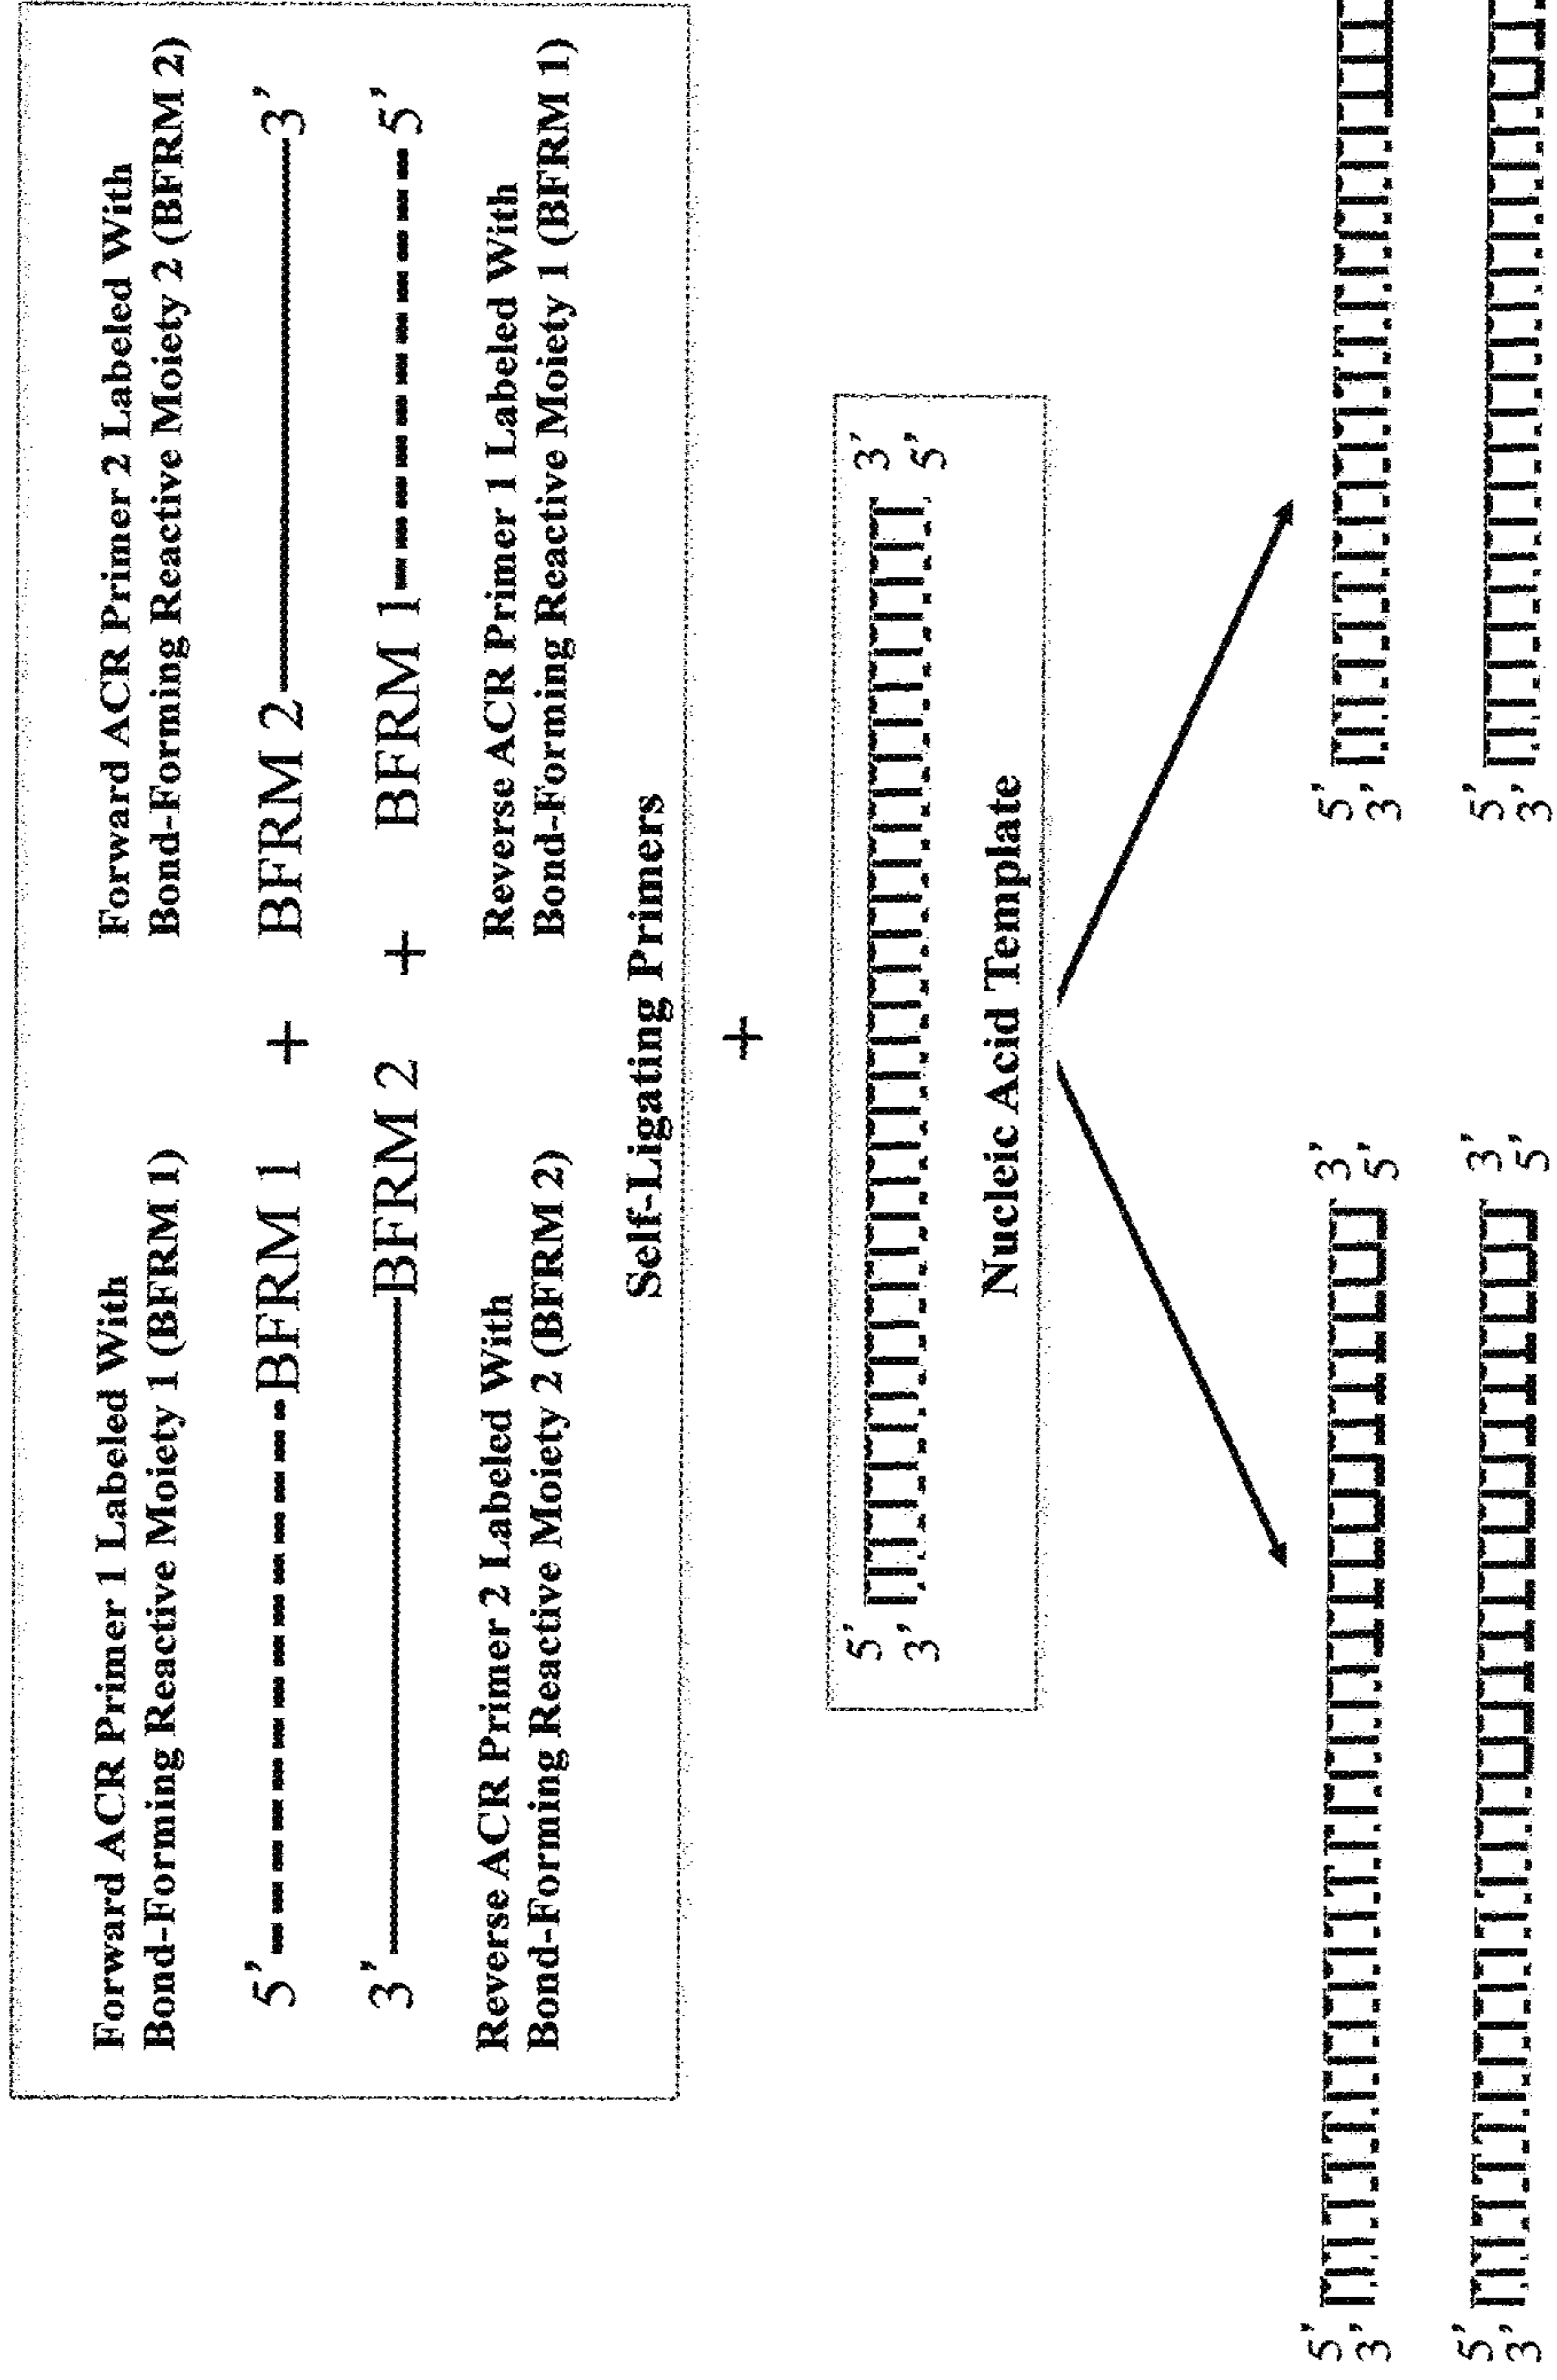 Forward ACR Primer 1 Labeled With
Bond-Forming Reactive Moiety 1 (BFRM 1)
Forward ACR Primer 2 Labeled With
Bond-Forming Reactive Moiety 2 (BFRM 2)
5' BFRM 1 + BFRM 2 3'
3' BFRM 2 + BFRM 1 5'
Reverse ACR Primer 2 Labeled With
Bond-Forming Reactive Moiety 2 (BFRM 2)
Reverse ACR Primer 1 Labeled With
Bond-Forming Reactive Moiety 1 (BFRM 1)
Self-Ligating Primers
+
5' 3'
3' 5'
Nucleic Acid Template
5' 3' 5'
3' 5' 3'
5' 3' 5'
3' 5' 3'